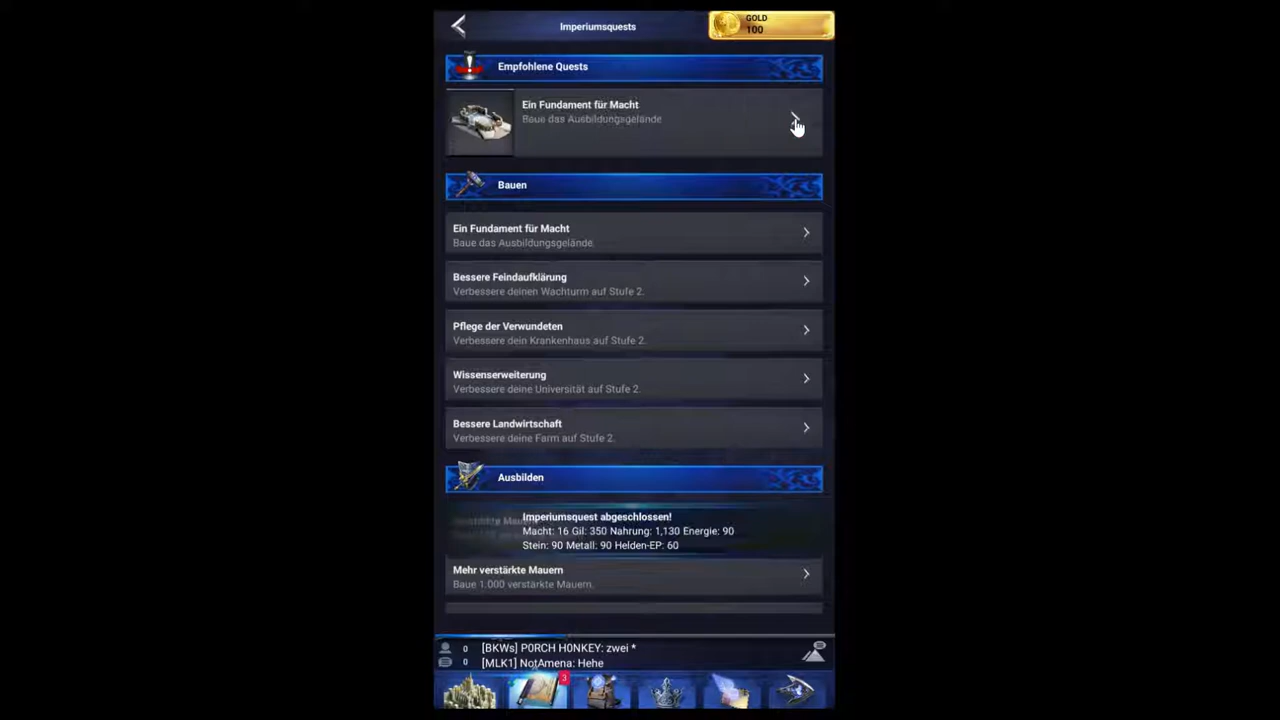 Imperiumsquests
GOLD
100
Empfohlene Quests
Ein Fundament für Macht
Baue das Ausbildungsgelände
Bauen
Ein Fundament für Macht
Baue das Ausbildungsgelände
Bessere Feindaufklärung
Verbessere deinen Wachturm auf Stufe 2.
Pflege der Verwundeten
Verbessere dein Krankenhaus auf Stufe 2.
Wissenserweiterung
Verbessere deine Universität auf Stufe 2.
Bessere Landwirtschaft
Verbessere deine Farm auf Stufe 2.
Ausbilden
Imperiumsquest abgeschlossen!
Macht: 16 Gil: 350 Nahrung: 1,130 Energie: 90
Stein: 90 Metall: 90 Helden-EP: 60
Mehr verstärkte Mauern
Baue 1.000 verstärkte Mauern.
0 [BKWs] P0RCH H0NKEY: zwei *
0 [MLK1] NotAmena: Hehe
3